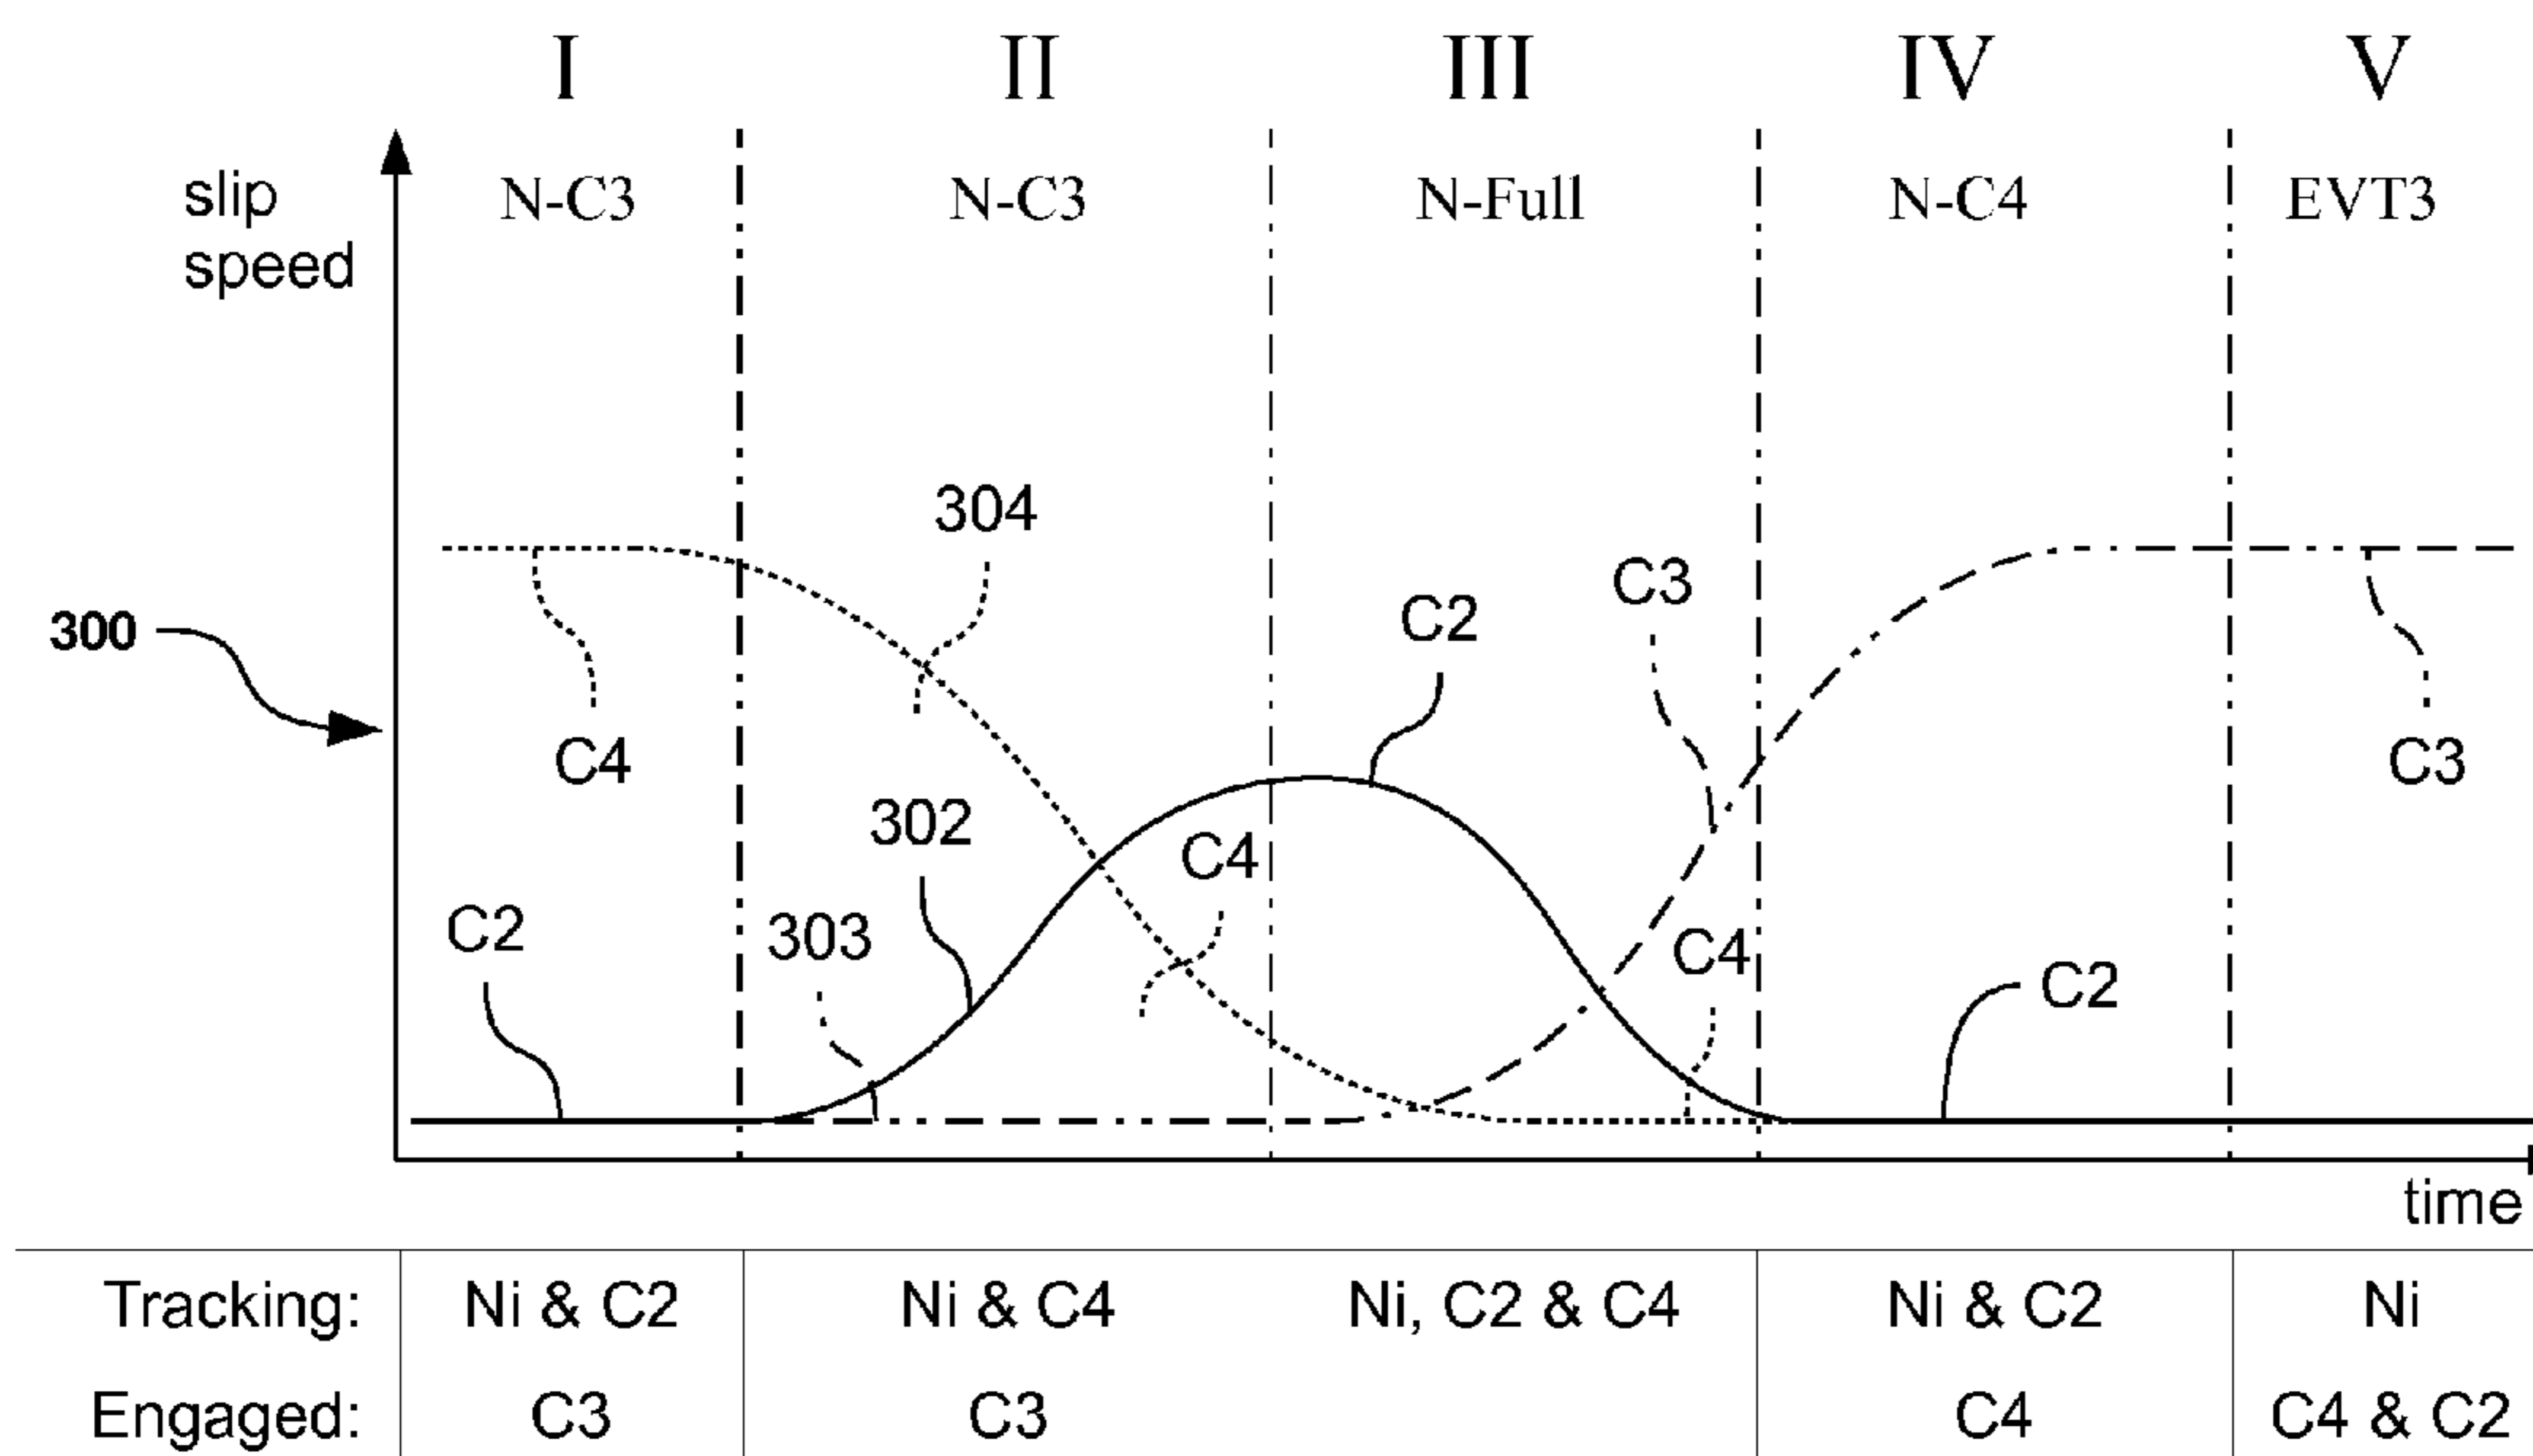 I II III IV V
N-C3 N-C3 N-Full N-C4 EVT3
slip
speed
304
C3
C2
300
C4
C3
302
C4
C2
303
C4
C2
time
Tracking: Ni & C2 Ni & C4 Ni, C2 & C4 Ni & C2 Ni
Engaged: C3 C3 C4 C4 & C2